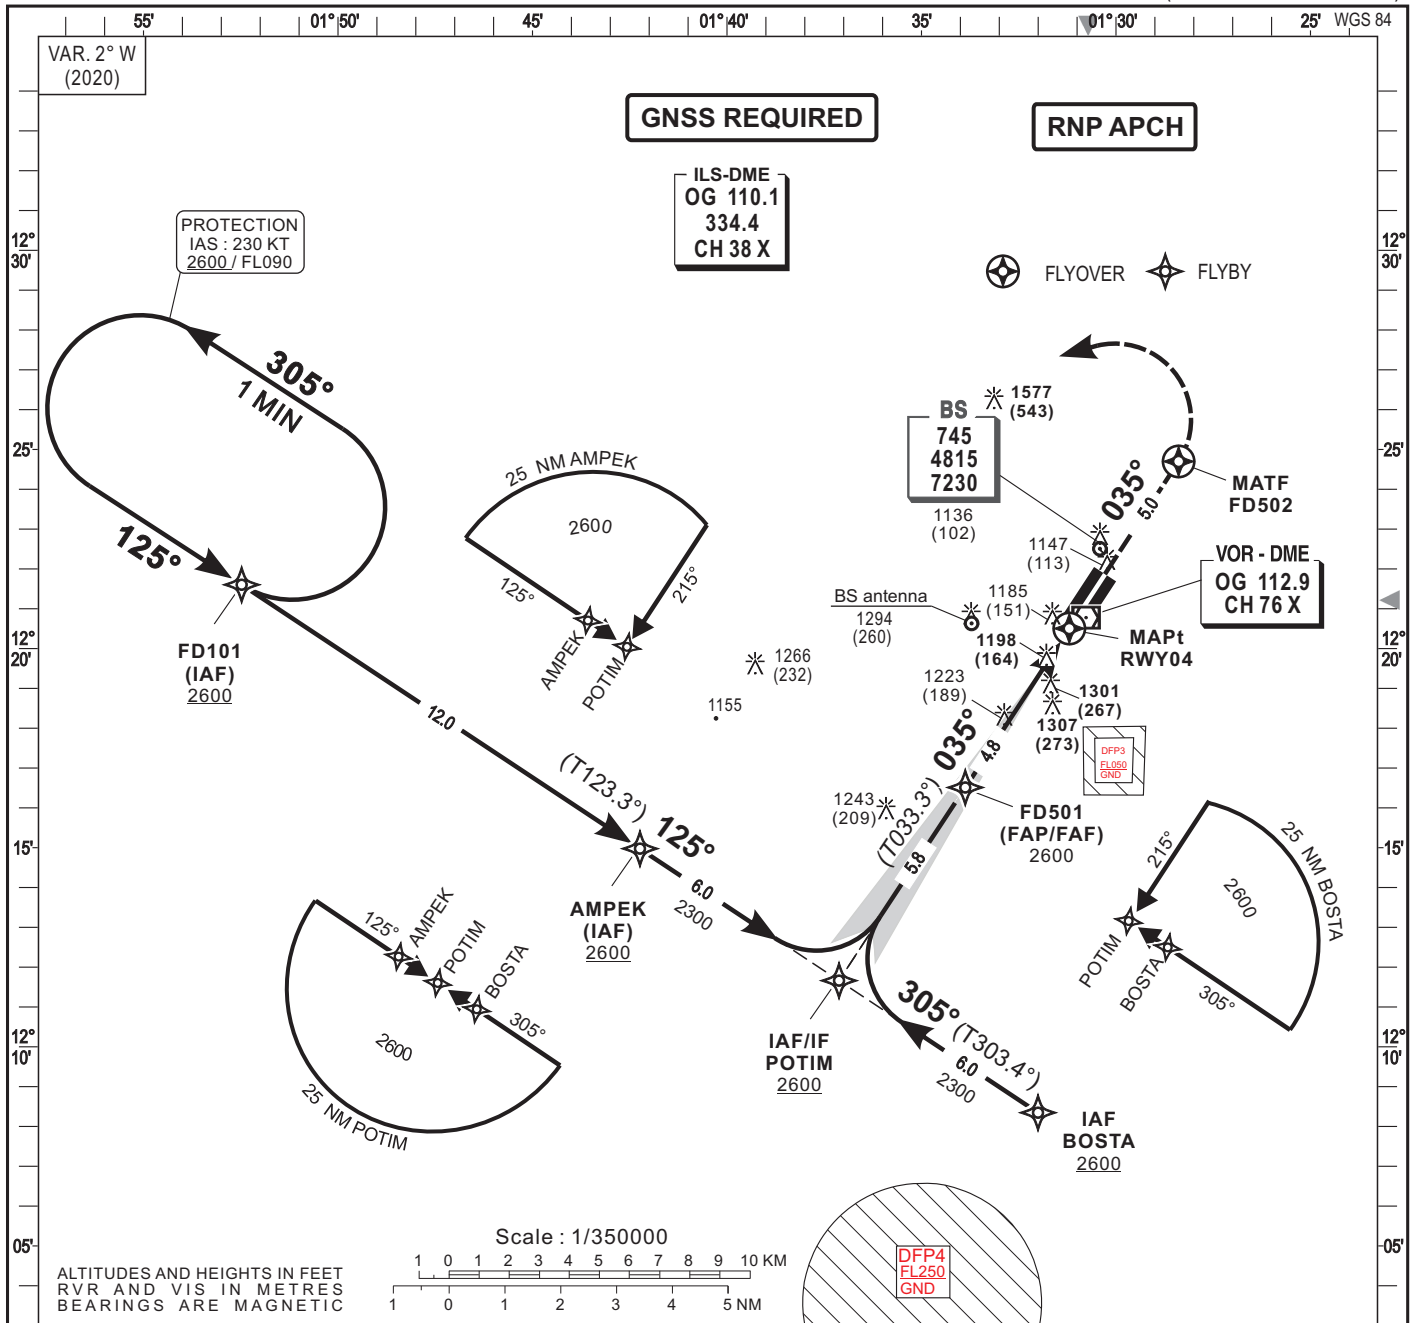 55'
01° 50'
45'
01° 40'
35'
01° 30'
25'
WGS 84
VAR. 2° W
(2020)
GNSS REQUIRED
RNP APCH
ILS-DME
OG 110.1
334.4
CH 38 X
PROTECTION
IAS : 230 KT
2600 / FL090
12°
30'
12°
30'
FLYOVER
FLYBY
305°
1 MIN
1577
(543)
BS
745
4815
7230
25'
25'
25 NM AMPEK
2600
125°
215°
AMPEK
POTIM
035°
5.0
MATF
FD502
1136
(102)
1147
(113)
VOR - DME
OG 112.9
CH 76 X
125°
BS antenna
1294
(260)
1185
(151)
MAPt
RWY04
12°
20'
12°
20'
FD101
(IAF)
2600
1266
(232)
1198
(164)
1223
(189)
1301
(267)
1307
(273)
1155
12.0
035°
4.8
DFP3
FL050
GND
(T123.3°)
125°
1243
(209)
(T033.3°)
FD501
(FAP/FAF)
2600
15'
15'
5.8
215°
25 NM BOSTA
2600
POTIM
BOSTA
305°
6.0
2300
AMPEK
(IAF)
2600
125°
AMPEK
POTIM
BOSTA
305°
2600
25 NM POTIM
305°
(T303.4°)
6.0
2300
12°
10'
12°
10'
IAF/IF
POTIM
2600
IAF
BOSTA
2600
05'
05'
Scale : 1/350000
1 0 1 2 3 4 5 6 7 8 9 10 KM
1 0 1 2 3 4 5 NM
ALTITUDES AND HEIGHTS IN FEET
RVR AND VIS IN METRES
BEARINGS ARE MAGNETIC
DFP4
FL250
GND